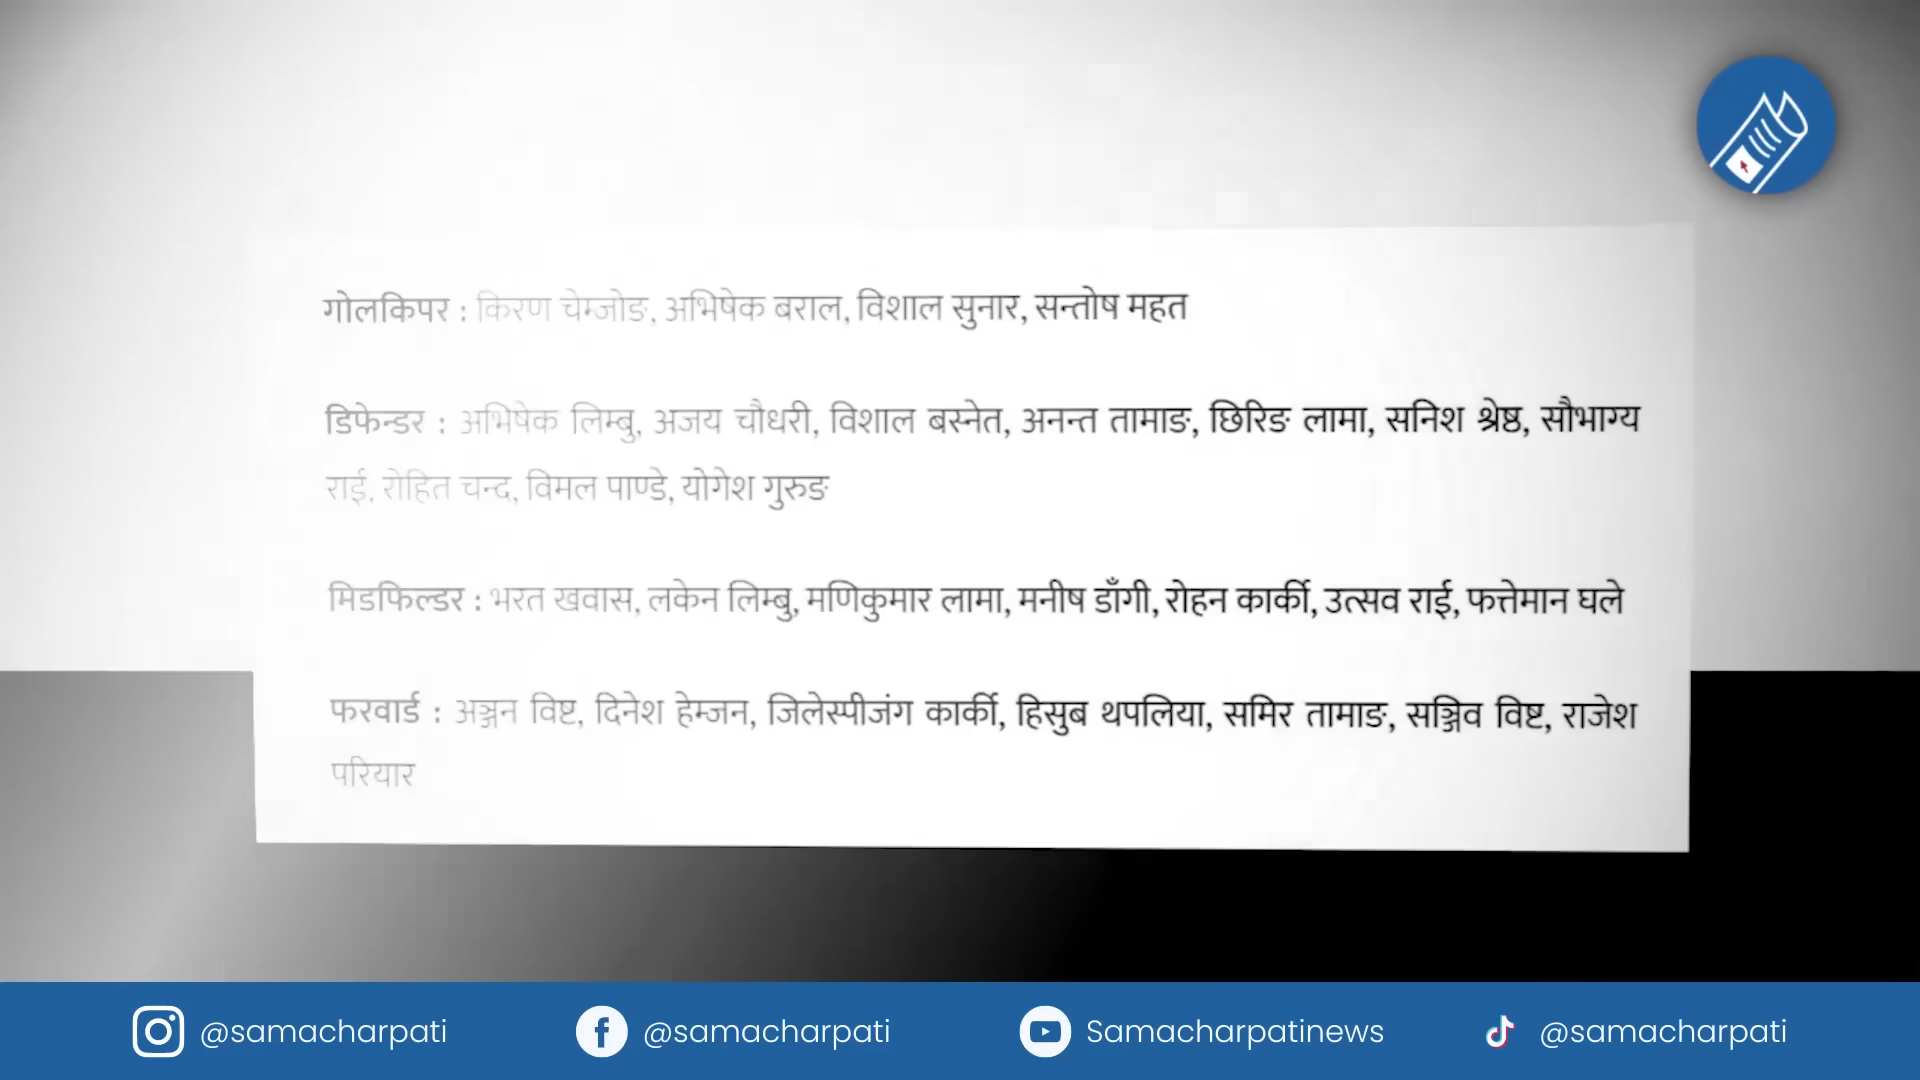 गोलकिपर : किरण चेम्जोङ, अभिषेक बराल, विशाल सुनार, सन्तोष महत
डिफेन्डर : अभिषेक लिम्बु, अजय चौधरी, विशाल बस्नेत, अनन्त तामाङ, छिरिङ लामा, सनिश श्रेष्ठ, सौभाग्य
राई, रोहित चन्द, विमल पाण्डे, योगेश गुरुङ
मिडफिल्डर : भरत खवास, लकेन लिम्बु, मणिकुमार लामा, मनीष डाँगी, रोहन कार्की, उत्सव राई, फत्तेमान घले
फरवार्ड : अञ्जन विष्ट, दिनेश हेम्जन, जिलेस्पीजंग कार्की, हिसुब थपलिया, समिर तामाङ, सञ्जिव विष्ट, राजेश
परियार
@samacharpati @samacharpati Samacharpatinews @samacharpati